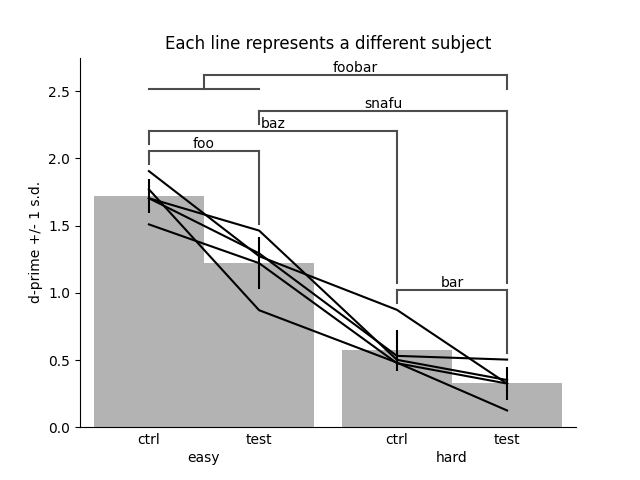 Each line represents a different subject
foobar
snafu
baz
foo
bar
d-prime +/- 1 s.d.
2.5
2.0
1.5
1.0
0.5
0.0
ctrl test ctrl test
easy hard